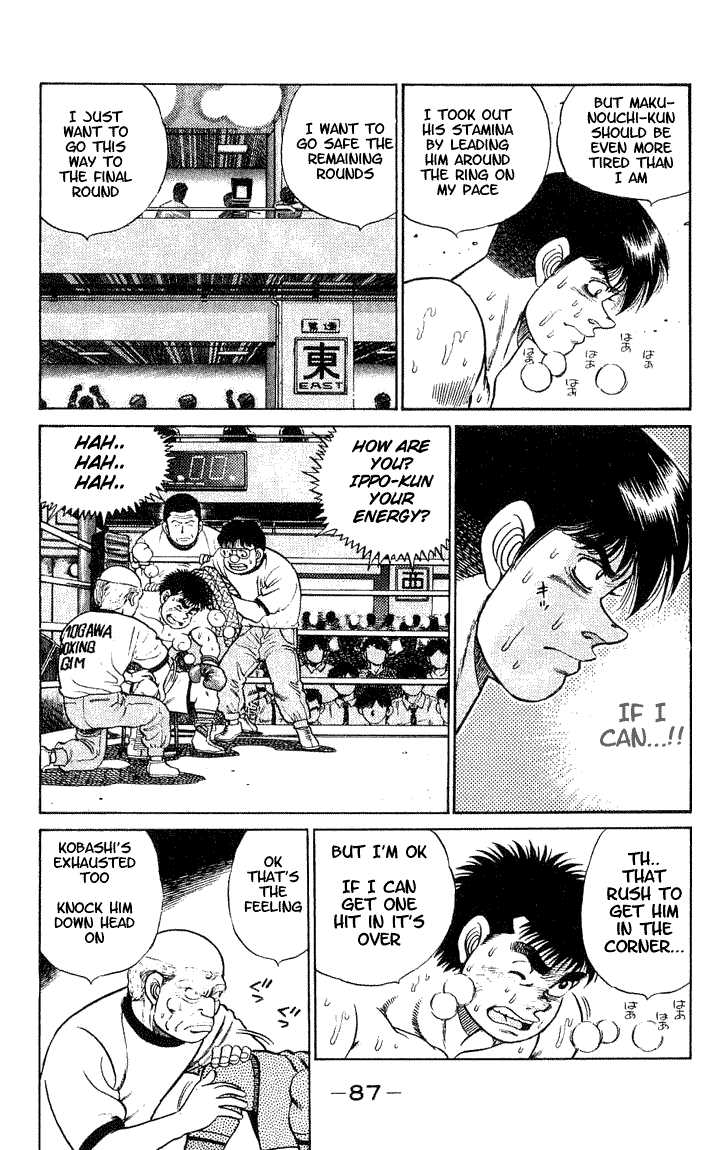 BUT MAKU-
NOUCHI-KUN
SHOULD BE
EVEN MORE
TIRED THAN
I AM
I TOOK OUT
HIS STAMINA
BY LEADING
HIM AROUND
THE RING ON
MY PACE
はぁ
はぁ
はぁ
はぁ
I WANT TO
GO SAFE THE
REMAINING
ROUNDS
I JUST
WANT TO
GO THIS
WAY TO
THE FINAL
ROUND
東
EAST
IF I
CAN...!!
キ
HOW ARE
YOU?
IPPO-KUN
YOUR
ENERGY?
HAH..
HAH..
HAH..
.00.
西
MOGAWA
OXING
GIM
TH..
THAT
RUSH TO
GET HIM
IN THE
CORNER...
BUT I'M OK
IF I CAN
GET ONE
HIT IN IT'S
OVER
はぁ
はぁ
はぁ
OK
THAT'S
THE
FEELING
KOBASHI'S
EXHAUSTED
TOO
KNOCK HIM
DOWN HEAD
ON
-87-